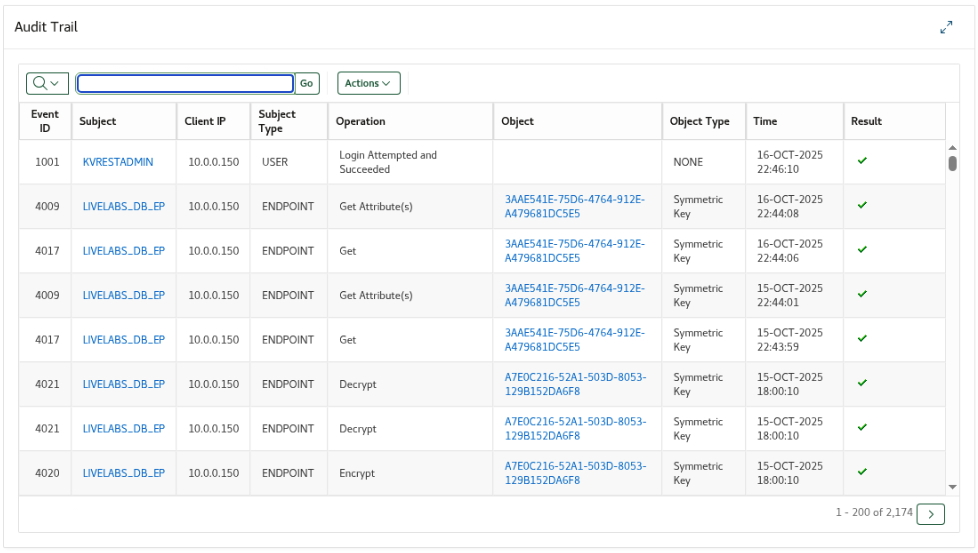 Audit Trail
Go
Actions
Event ID Subject Client IP Subject Type Operation Object Object Type Time Result
1001 KVRESTADMIN 10.0.0.150 USER Login Attempted and Succeeded NONE 16-OCT-2025 22:46:10
4009 LIVELABS_DB_EP 10.0.0.150 ENDPOINT Get Attribute(s) 3AAE541E-75D6-4764-912E-A479681DC5E5 Symmetric Key 16-OCT-2025 22:44:08
4017 LIVELABS_DB_EP 10.0.0.150 ENDPOINT Get 3AAE541E-75D6-4764-912E-A479681DC5E5 Symmetric Key 16-OCT-2025 22:44:06
4009 LIVELABS_DB_EP 10.0.0.150 ENDPOINT Get Attribute(s) 3AAE541E-75D6-4764-912E-A479681DC5E5 Symmetric Key 15-OCT-2025 22:44:01
4017 LIVELABS_DB_EP 10.0.0.150 ENDPOINT Get 3AAE541E-75D6-4764-912E-A479681DC5E5 Symmetric Key 15-OCT-2025 22:43:59
4021 LIVELABS_DB_EP 10.0.0.150 ENDPOINT Decrypt A7E0C216-52A1-503D-8053-129B152DA6F8 Symmetric Key 15-OCT-2025 18:00:10
4021 LIVELABS_DB_EP 10.0.0.150 ENDPOINT Decrypt A7E0C216-52A1-503D-8053-129B152DA6F8 Symmetric Key 15-OCT-2025 18:00:10
4020 LIVELABS_DB_EP 10.0.0.150 ENDPOINT Encrypt A7E0C216-52A1-503D-8053-129B152DA6F8 Symmetric Key 15-OCT-2025 18:00:10
1 - 200 of 2,174